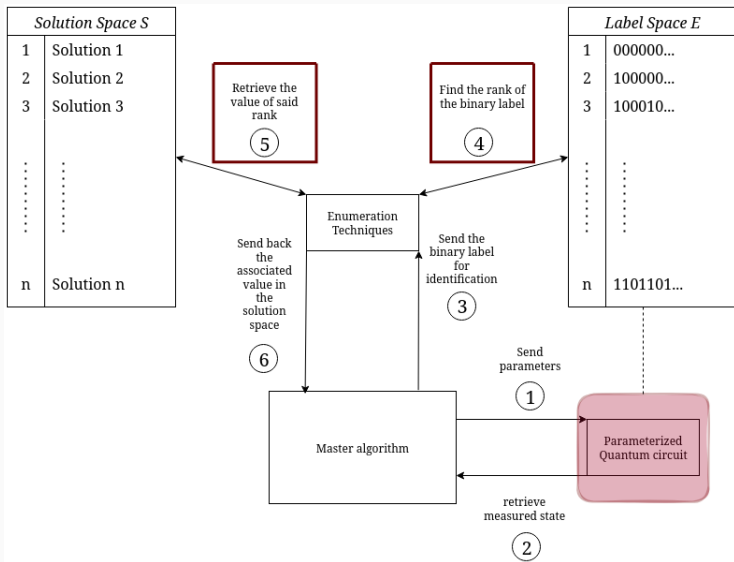 Solution Space S
1 Solution 1
2 Solution 2
3 Solution 3
n Solution n
Retrieve the
value of said
rank
5
Find the rank of
the binary label
4
Label Space E
1 000000...
2 100000...
3 100010...
n 1101101...
Enumeration
Techniques
Send back
the
associated
value in
the
solution
space
6
Send the
binary label
for
identification
3
Send
parameters
1
Master algorithm
Parameterized
Quantum circuit
retrieve
measured state
2